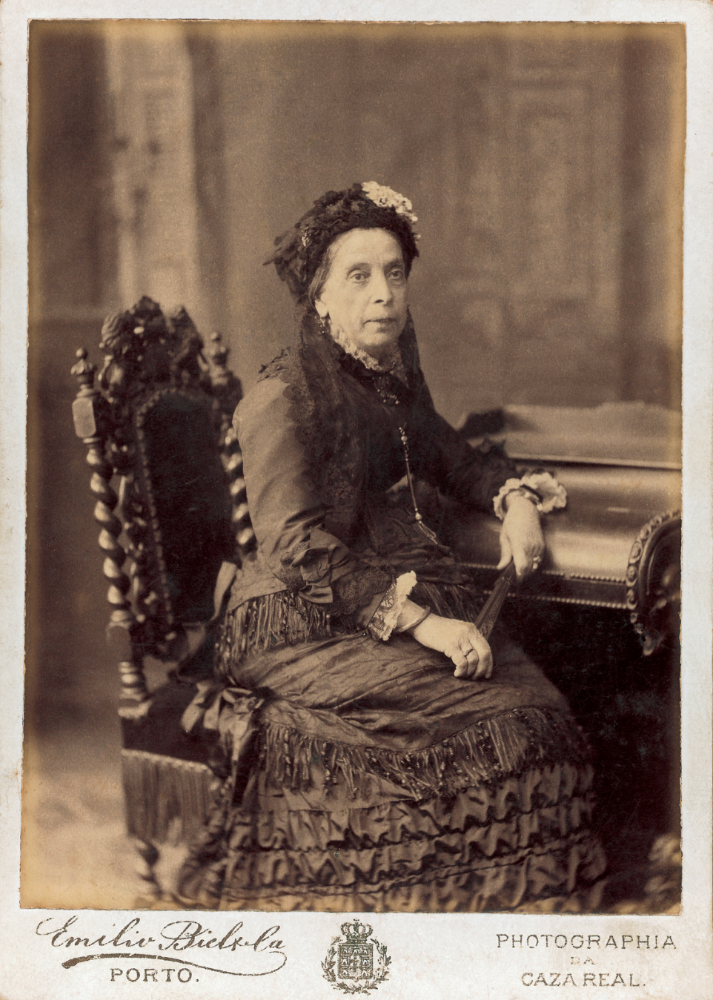 Emilio Biel & Ca
PORTO.
PHOTOGRAPHIA
DA
CAZA REAL.